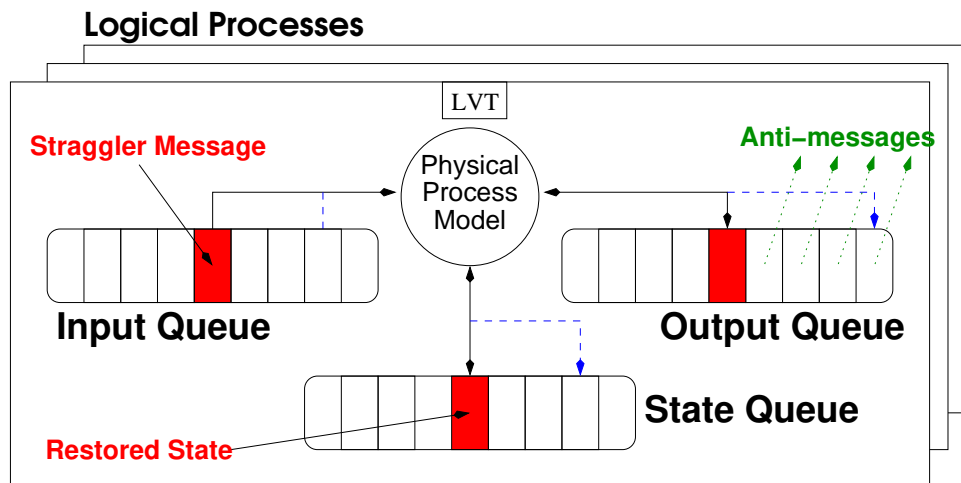 Logical Processes
LVT
Straggler Message
Anti−messages
Physical
Process
Model
Input Queue
Output Queue
State Queue
Restored State